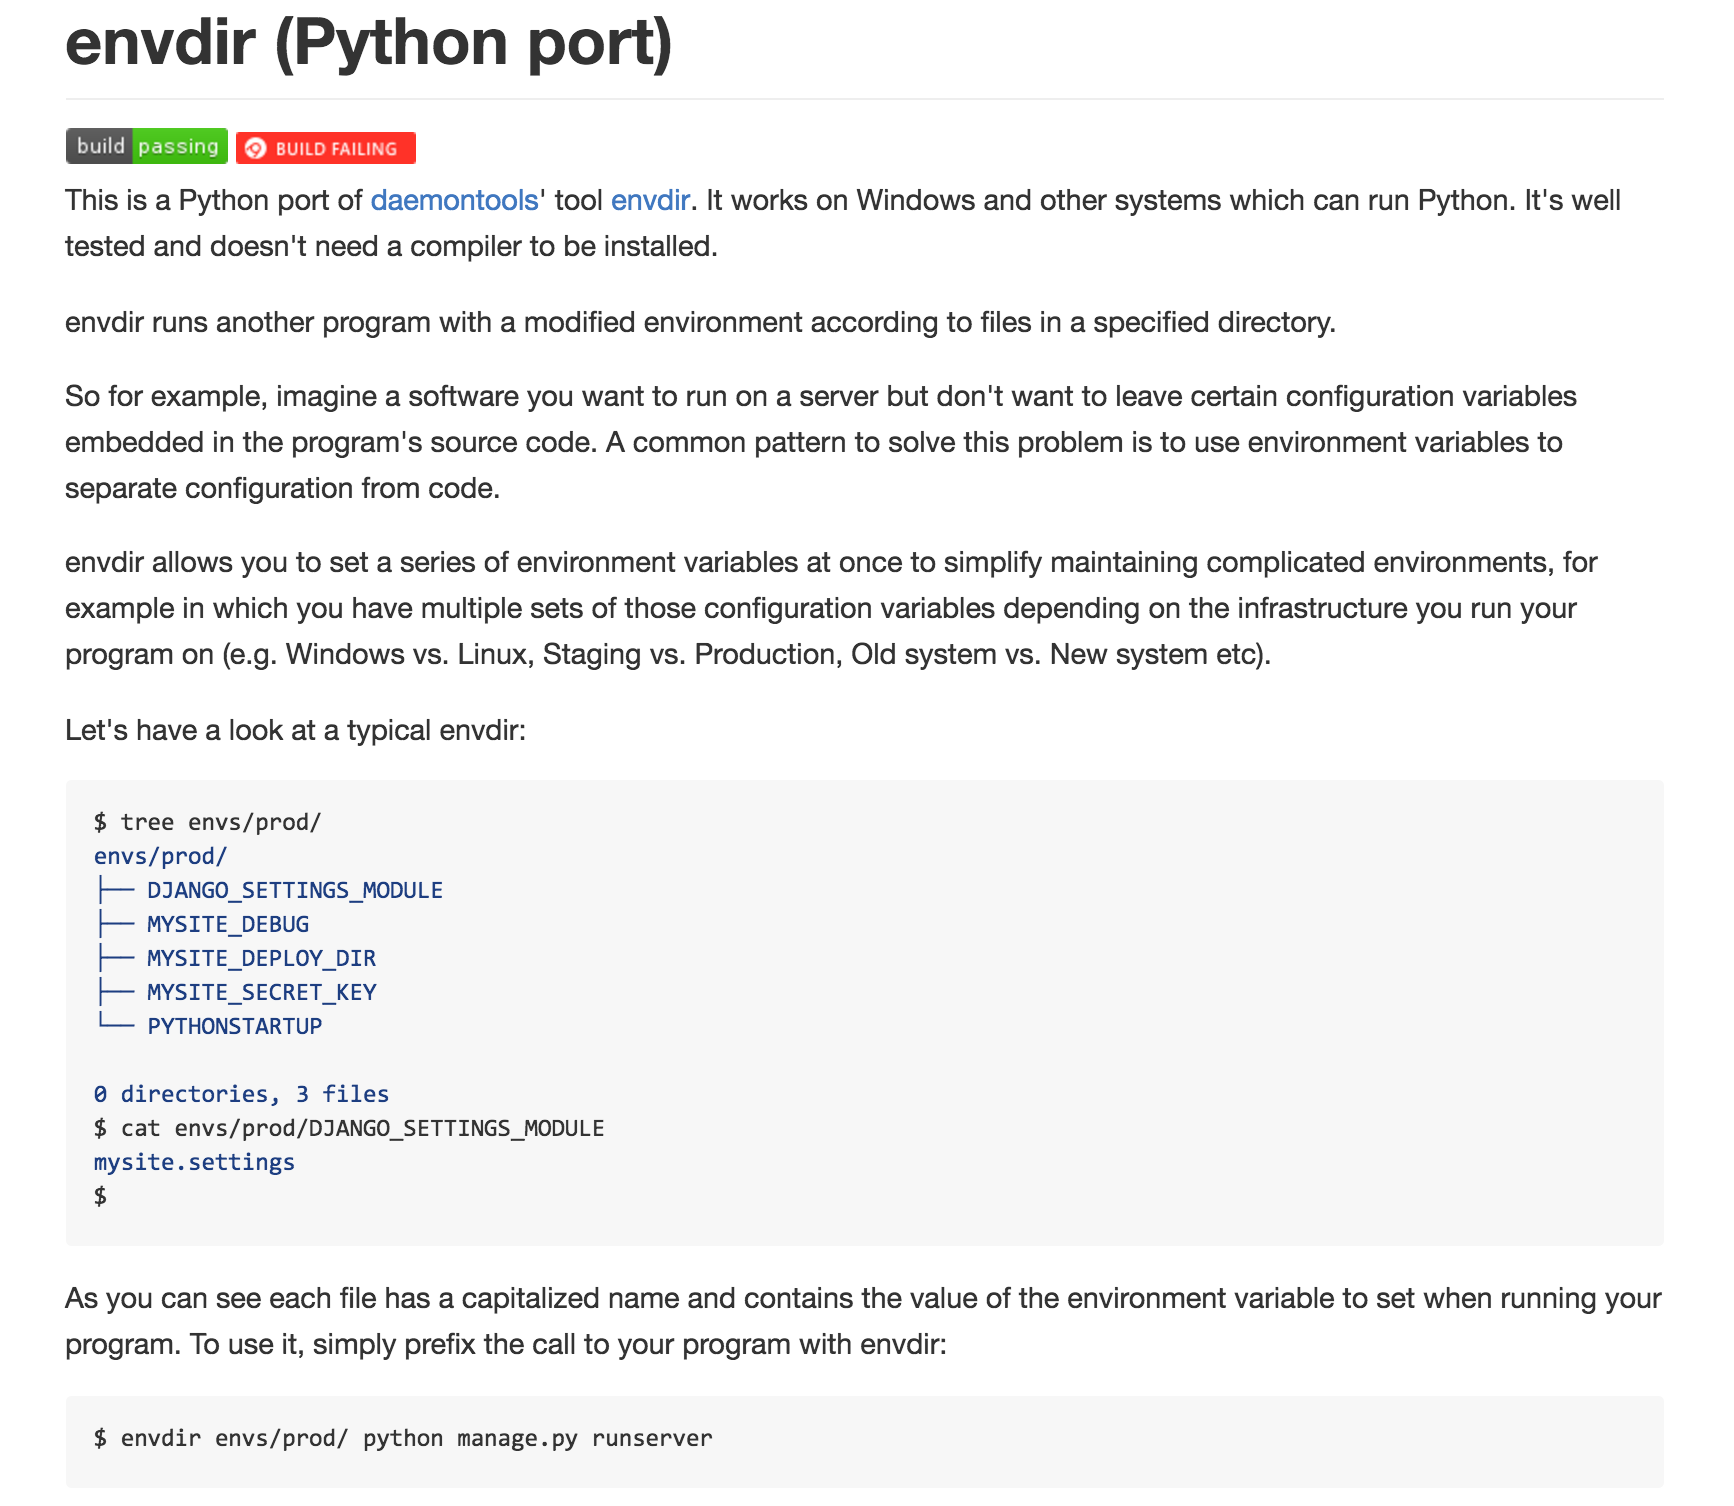 envdir (Python port)
build passing BUILD FAILING
This is a Python port of daemontools' tool envdir. It works on Windows and other systems which can run Python. It's well
tested and doesn't need a compiler to be installed.
envdir runs another program with a modified environment according to files in a specified directory.
So for example, imagine a software you want to run on a server but don't want to leave certain configuration variables
embedded in the program's source code. A common pattern to solve this problem is to use environment variables to
separate configuration from code.
envdir allows you to set a series of environment variables at once to simplify maintaining complicated environments, for
example in which you have multiple sets of those configuration variables depending on the infrastructure you run your
program on (e.g. Windows vs. Linux, Staging vs. Production, Old system vs. New system etc).
Let's have a look at a typical envdir:
$ tree envs/prod/
envs/prod/
├── DJANGO_SETTINGS_MODULE
├── MYSITE_DEBUG
├── MYSITE_DEPLOY_DIR
├── MYSITE_SECRET_KEY
└── PYTHONSTARTUP
0 directories, 3 files
$ cat envs/prod/DJANGO_SETTINGS_MODULE
mysite.settings
$
As you can see each file has a capitalized name and contains the value of the environment variable to set when running your
program. To use it, simply prefix the call to your program with envdir:
$ envdir envs/prod/ python manage.py runserver